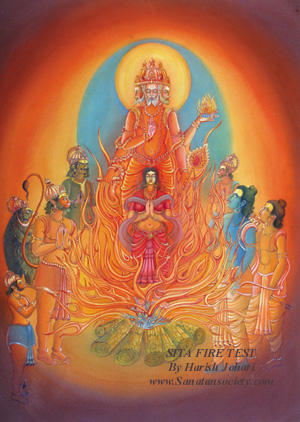 SITA FIRE TEST
By Harish Johari
www.Sanatansociety.com